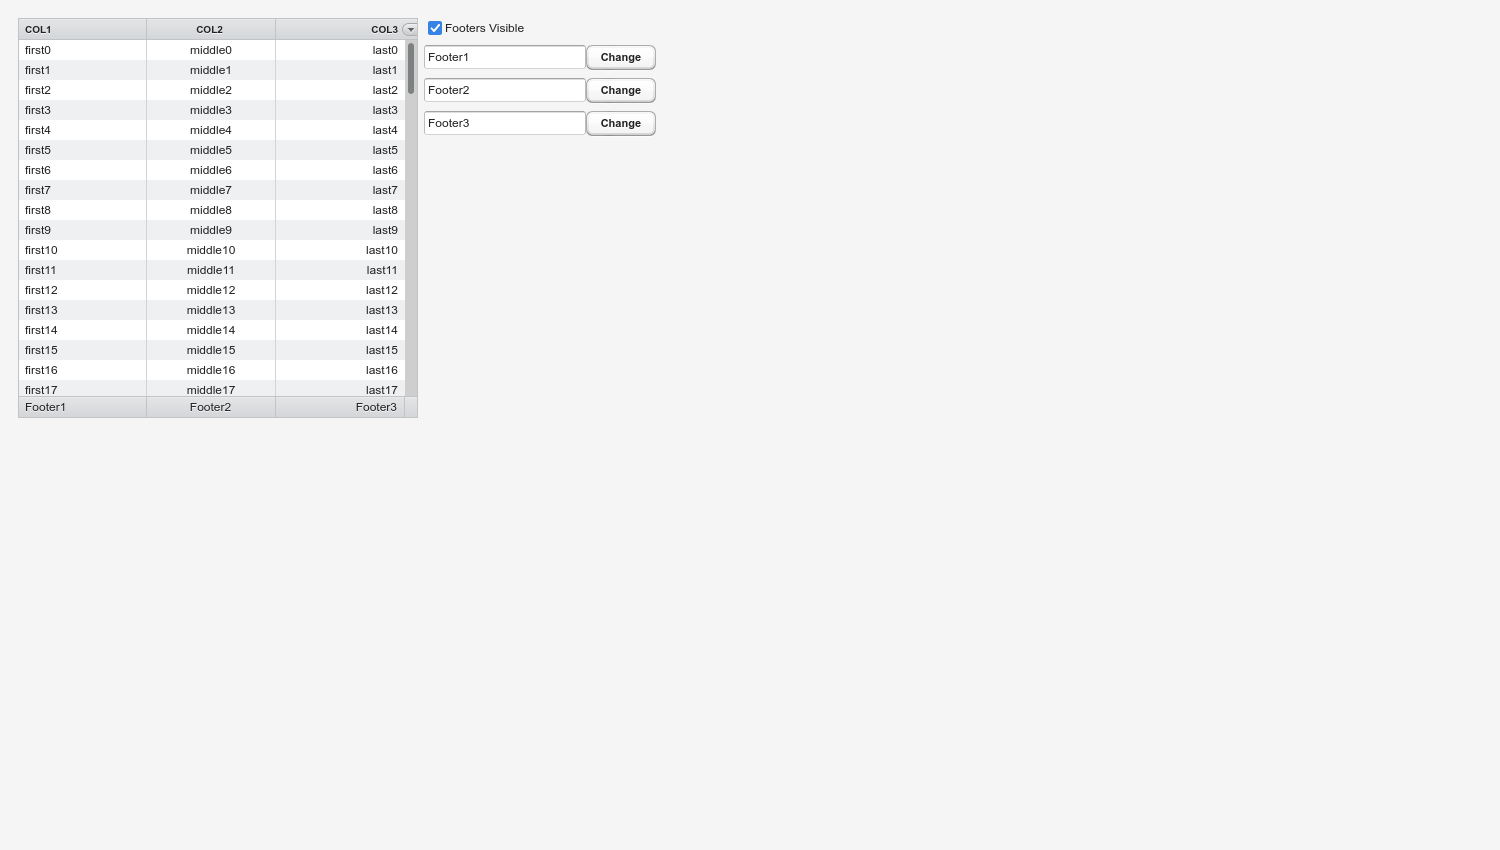 COL1 COL2 COL3
first0 middle0 last0
first1 middle1 last1
first2 middle2 last2
first3 middle3 last3
first4 middle4 last4
first5 middle5 last5
first6 middle6 last6
first7 middle7 last7
first8 middle8 last8
first9 middle9 last9
first10 middle10 last10
first11 middle11 last11
first12 middle12 last12
first13 middle13 last13
first14 middle14 last14
first15 middle15 last15
first16 middle16 last16
first17 middle17 last17
Footer1 Footer2 Footer3
Footers Visible
Footer1 Change
Footer2 Change
Footer3 Change